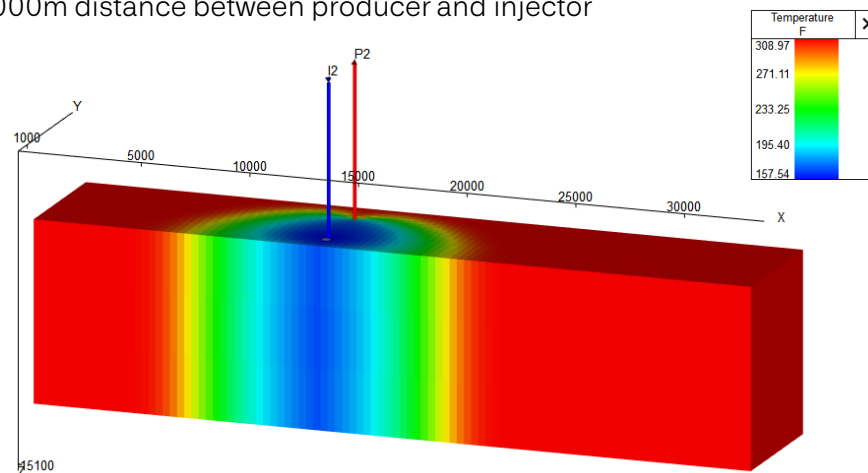 000m distance between producer and injector
Temperature
F
308.97
271.11
233.25
195.40
157.54
P2
I2
Y
1000
5000
10000
15000
20000
25000
30000
X
15100